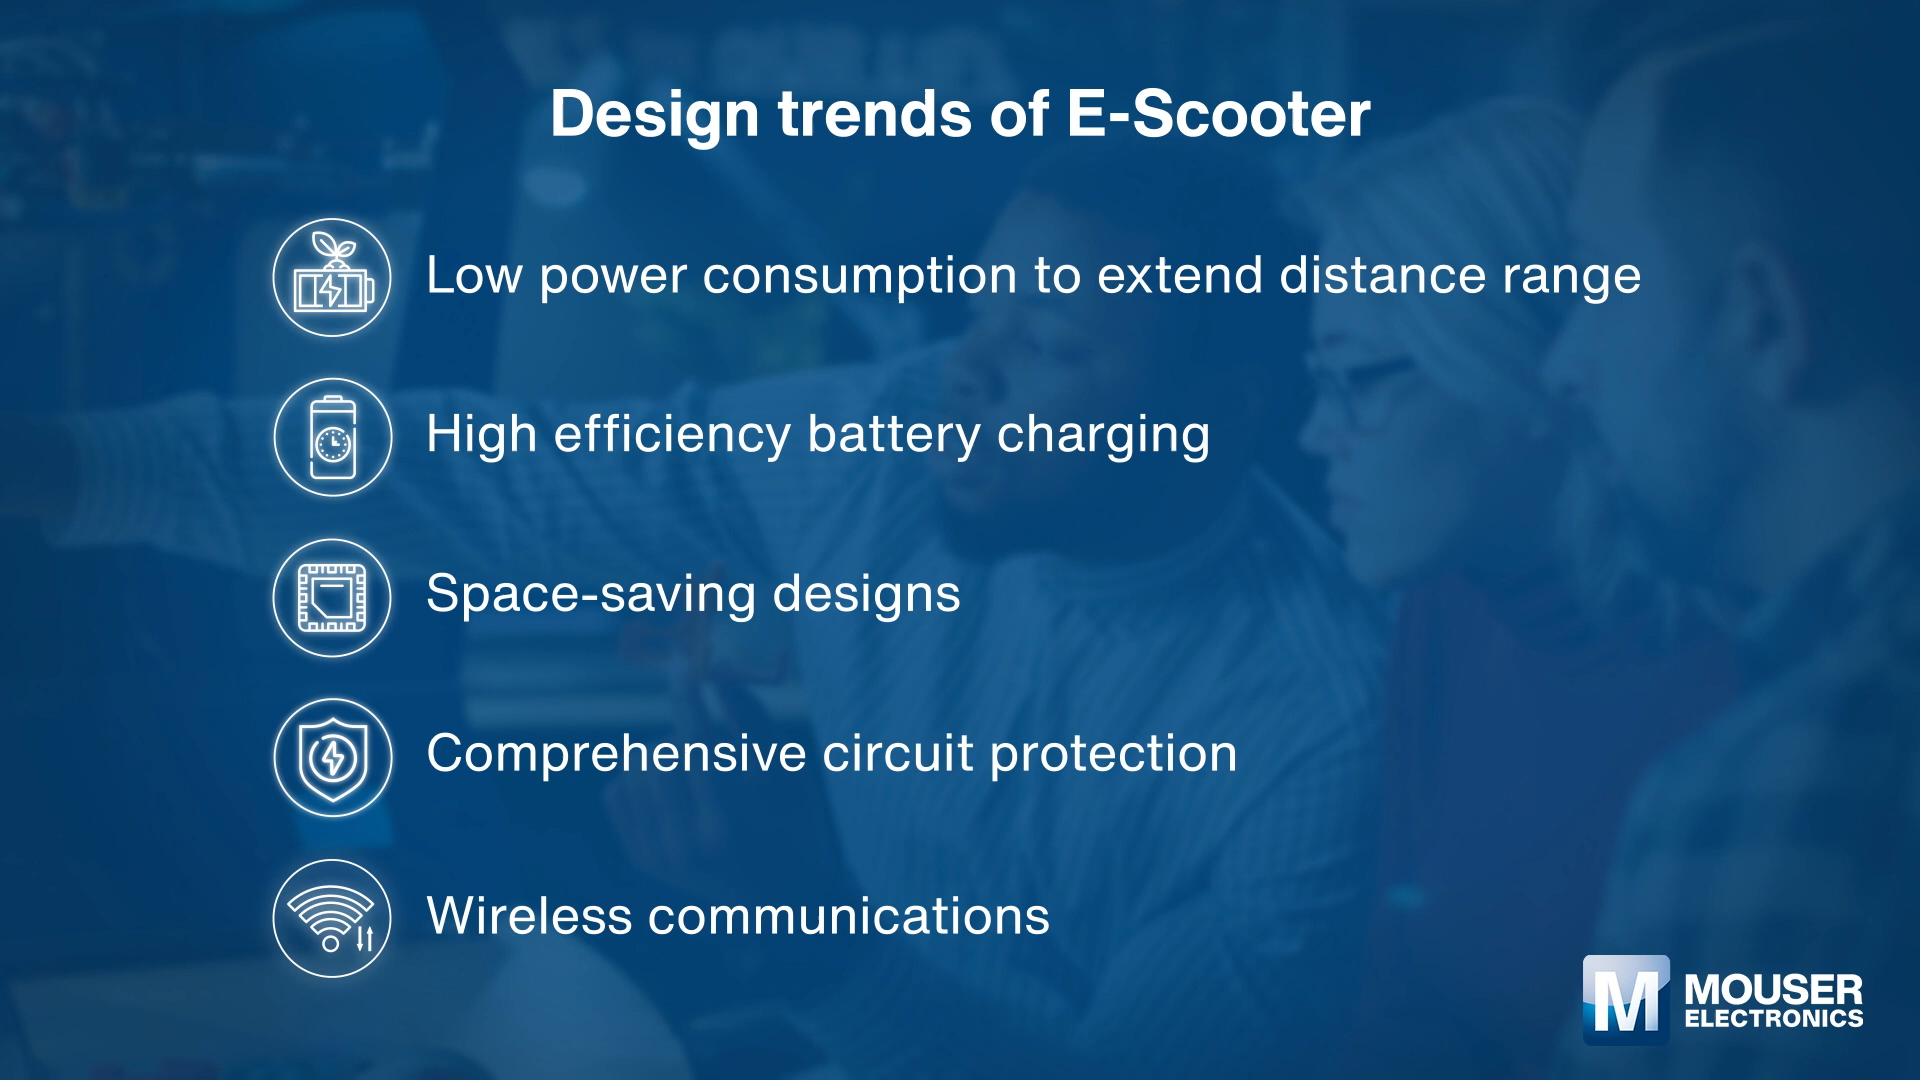 Design trends of E-Scooter
Low power consumption to extend distance range
High efficiency battery charging
Space-saving designs
Comprehensive circuit protection
Wireless communications
M MOUSER
ELECTRONICS